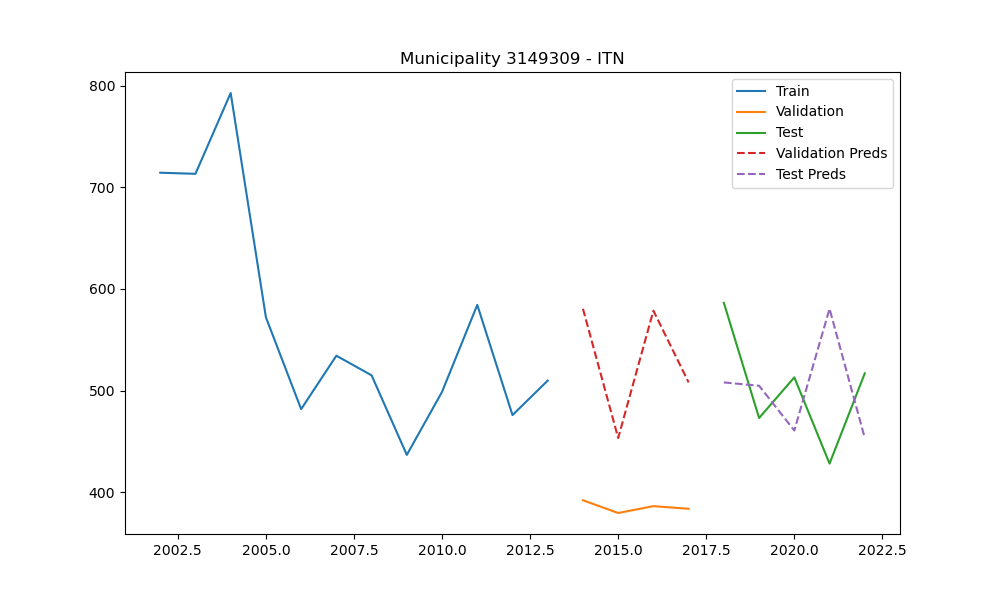 Municipality 3149309 - ITN
800
700
600
500
400
2002.5 2005.0 2007.5 2010.0 2012.5 2015.0 2017.5 2020.0 2022.5
Train
Validation
Test
Validation Preds
Test Preds